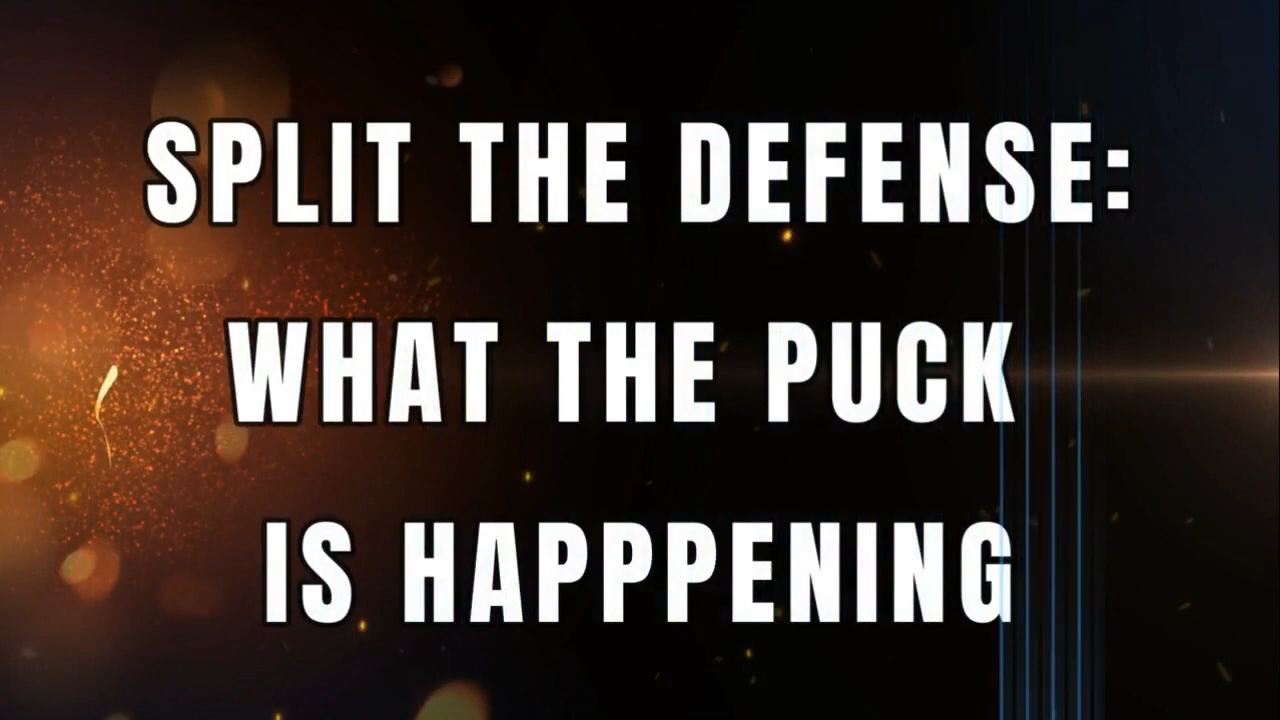 SPLIT THE DEFENSE:
WHAT THE PUCK
IS HAPPPENING